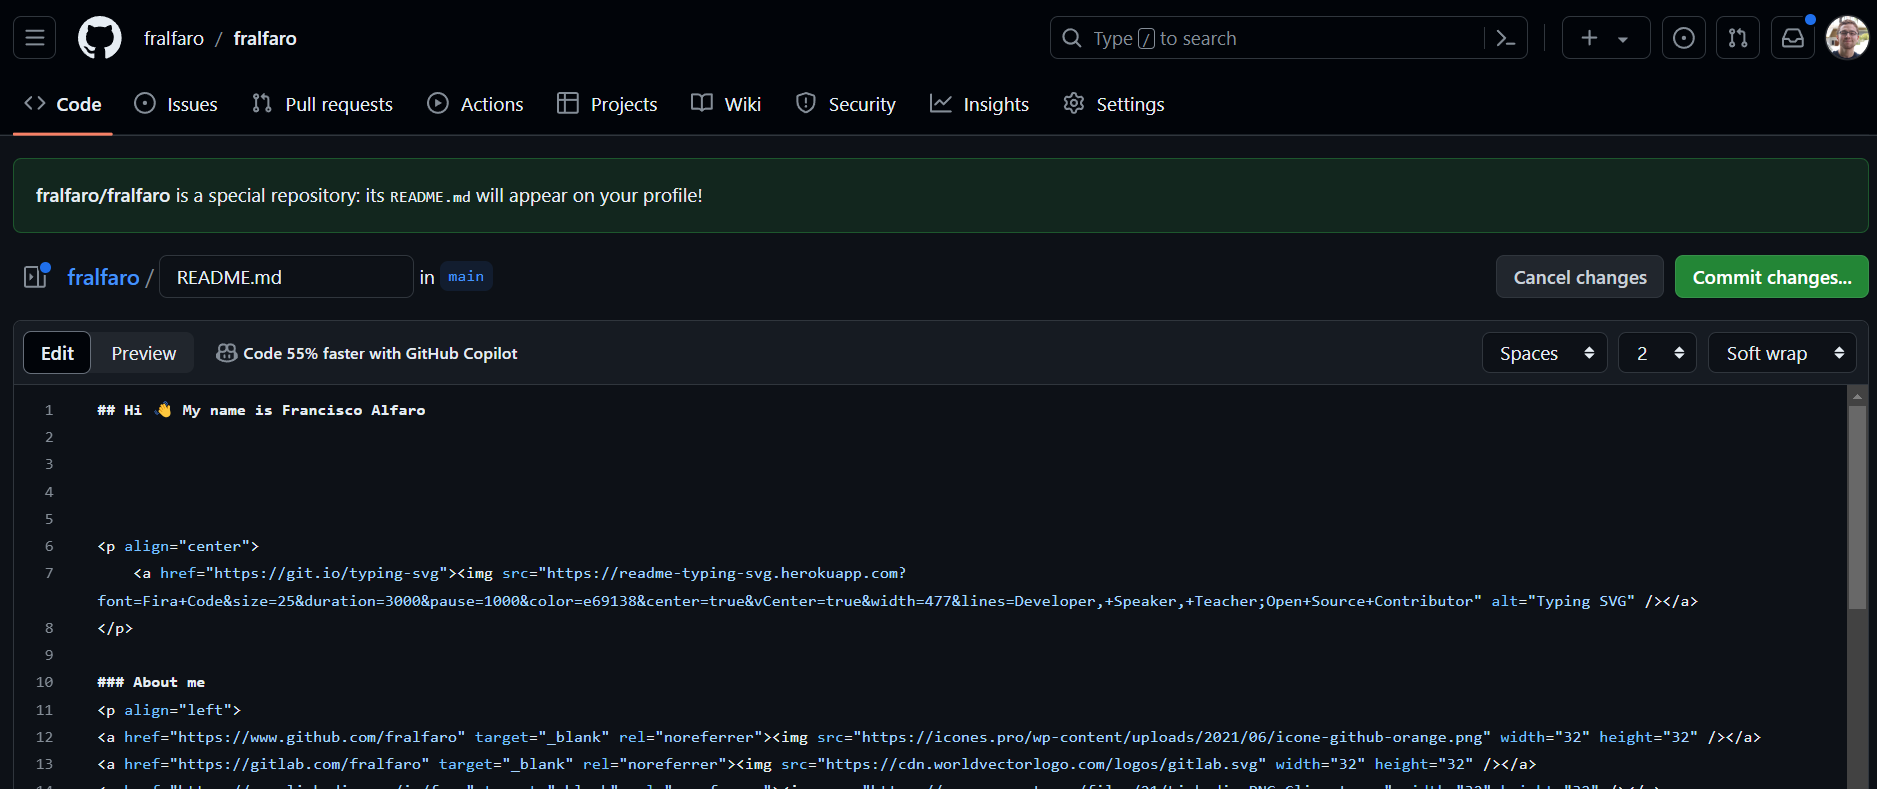 fralfaro / fralfaro
Type / to search
Code Issues Pull requests Actions Projects Wiki Security Insights Settings
fralfaro/fralfaro is a special repository: its README.md will appear on your profile!
fralfaro / README.md in main
Cancel changes Commit changes...
Edit Preview Code 55% faster with GitHub Copilot
Spaces 2 Soft wrap
1 ## Hi 👋 My name is Francisco Alfaro
2
3
4
5
6 <p align="center">
7 <a href="https://git.io/typing-svg"><img src="https://readme-typing-svg.herokuapp.com?
font=Fira+Code&size=25&duration=3000&pause=1000&color=e69138&center=true&vCenter=true&width=477&lines=Developer,+Speaker,+Teacher;Open+Source+Contributor" alt="Typing SVG" /></a>
8 </p>
9
10 ### About me
11 <p align="left">
12 <a href="https://www.github.com/fralfaro" target="_blank" rel="noreferrer"><img src="https://icones.pro/wp-content/uploads/2021/06/icone-github-orange.png" width="32" height="32" /></a>
13 <a href="https://gitlab.com/fralfaro" target="_blank" rel="noreferrer"><img src="https://cdn.worldvectorlogo.com/logos/gitlab.svg" width="32" height="32" /></a>